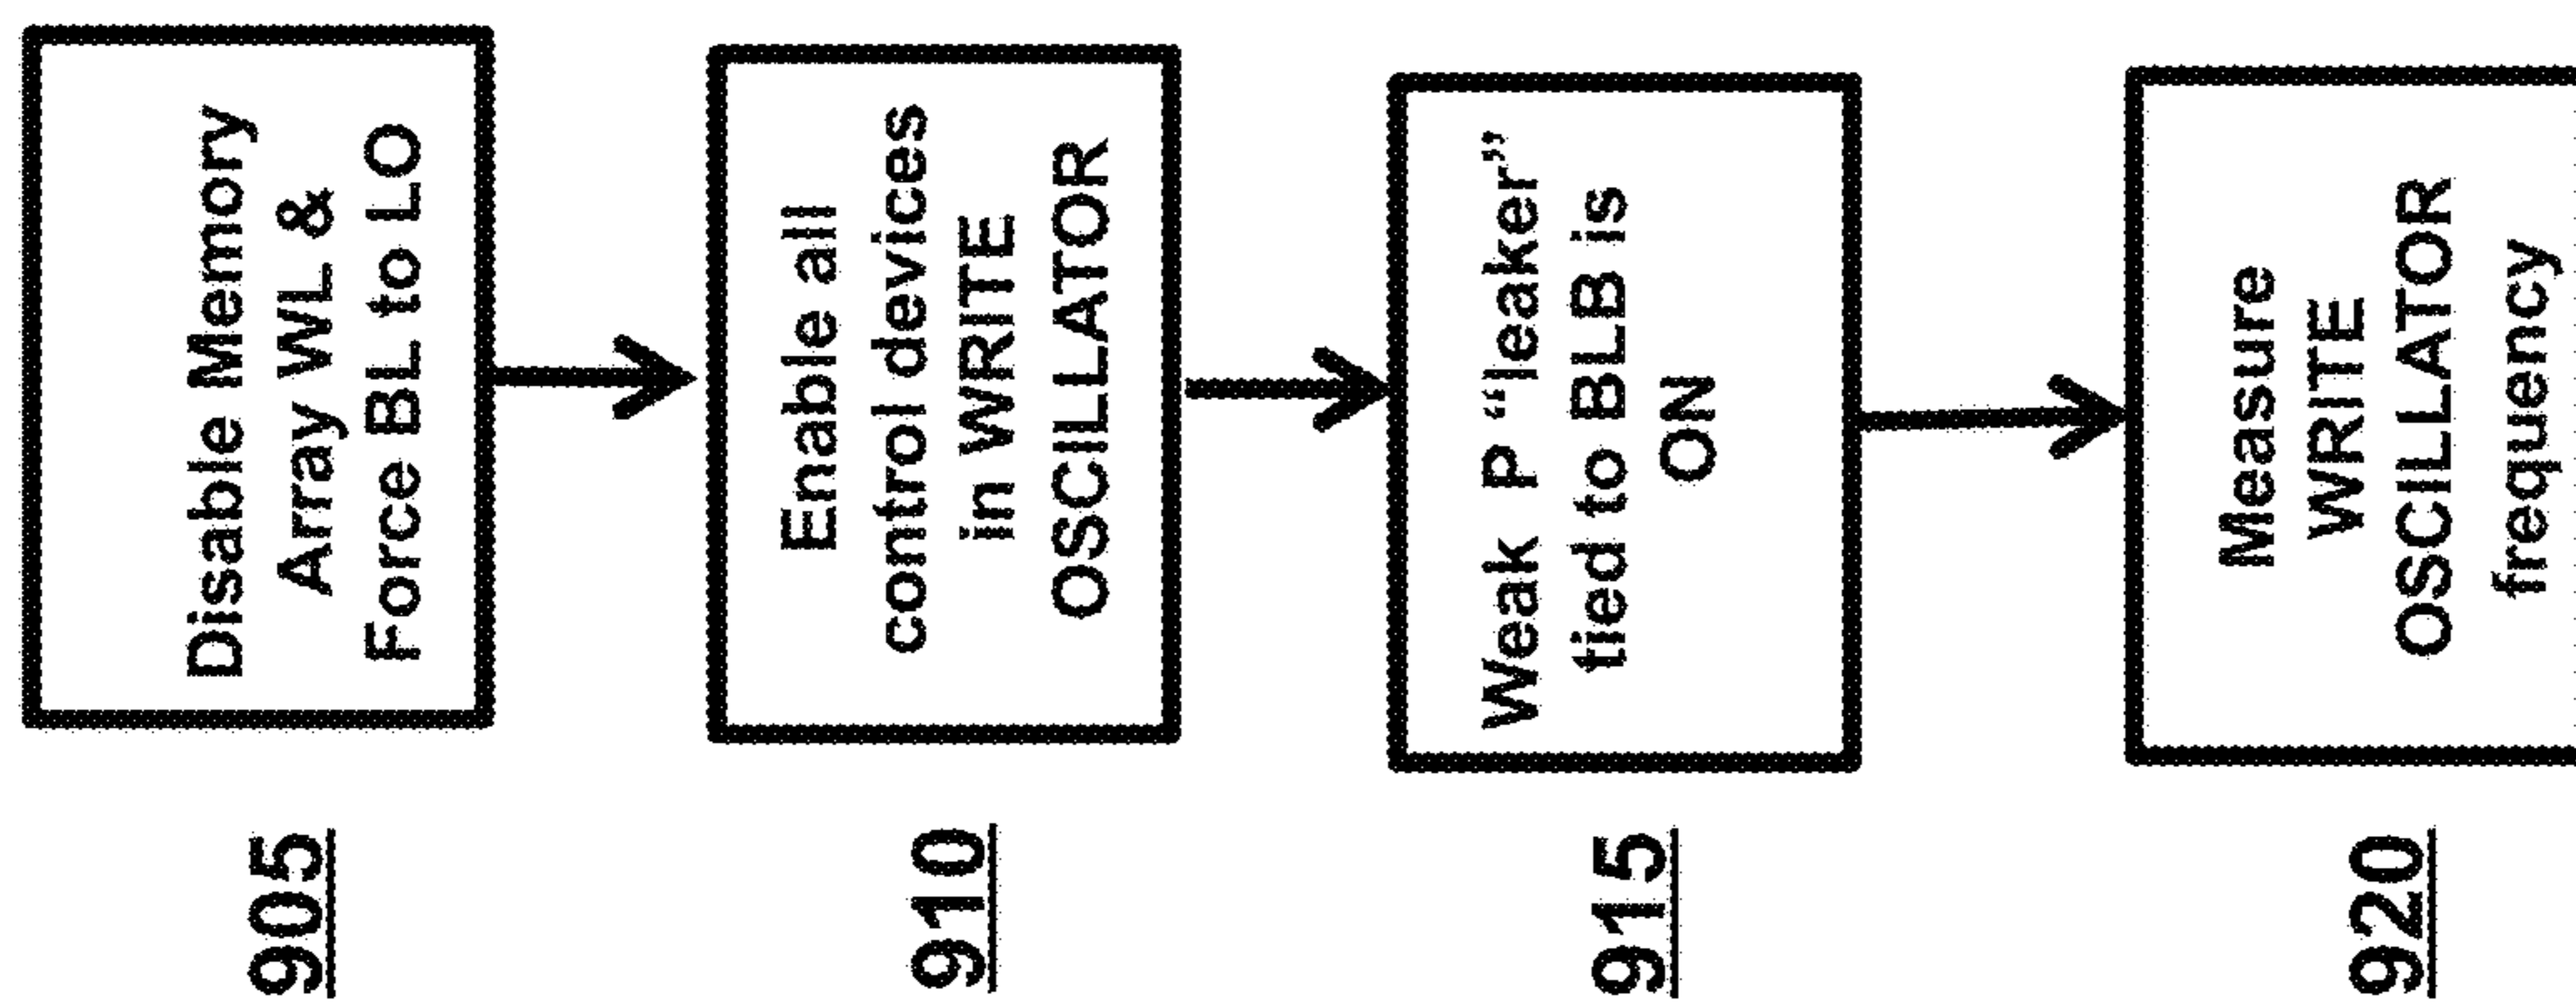 905
Disable Memory
Array WL &
Force BL to LO
910
Enable all
control devices
in WRITE
OSCILLATOR
915
Weak P “leaker”
tied to BLB is
ON
920
Measure
WRITE
OSCILLATOR
frequency